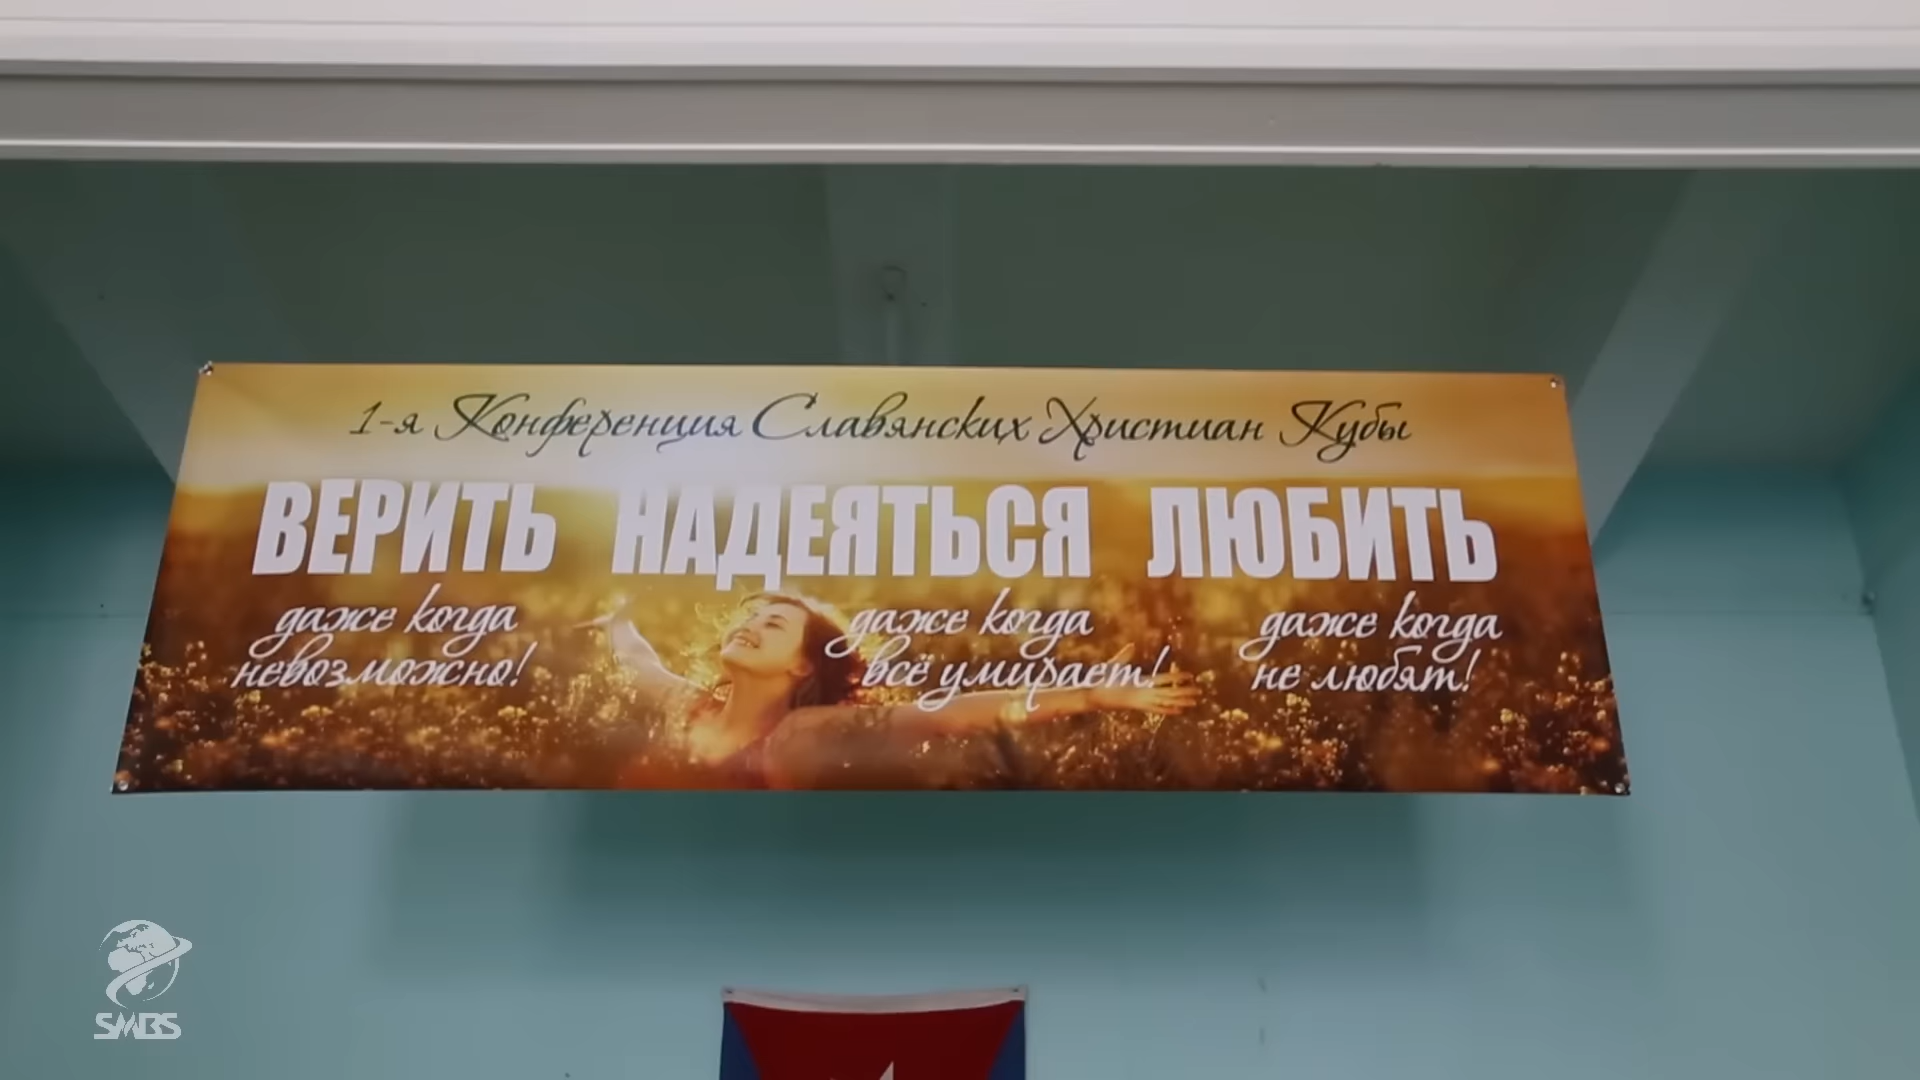 1-я Конференция Славянских Христиан Кубы
ВЕРИТЬ НАДЕЯТЬСЯ ЛЮБИТЬ
даже когда невозможно!
даже когда всё умирает!
даже когда не любят!
SMBS